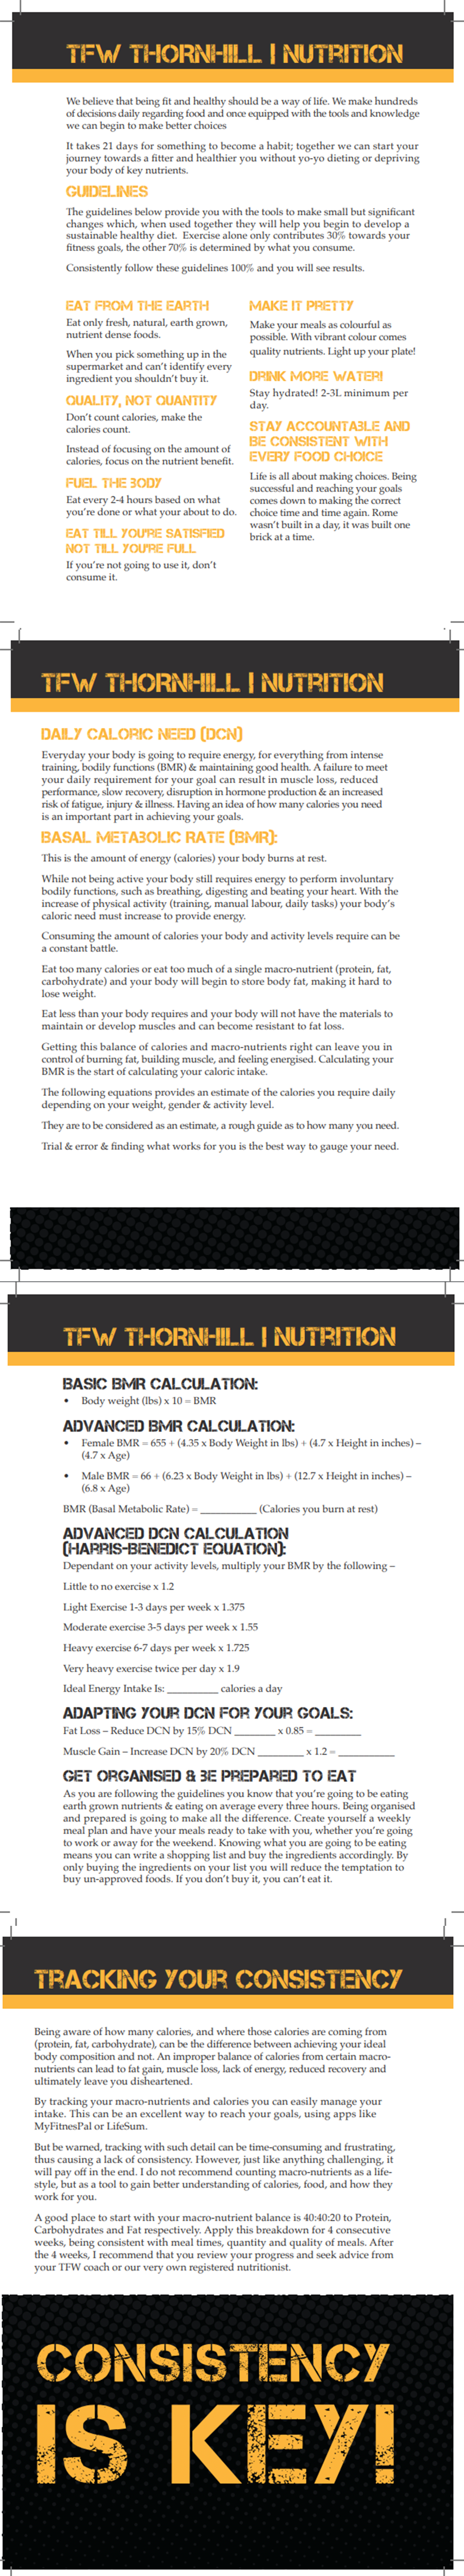 TFW THORNHILL | NUTRITION
We believe that being fit and healthy should be a way of life. We make hundreds
of decisions daily regarding food and once equipped with the tools and knowledge
we can begin to make better choices
It takes 21 days for something to become a habit; together we can start your
journey towards a fitter and healthier you without yo-yo dieting or depriving
your body of key nutrients.
GUIDELINES
The guidelines below provide you with the tools to make small but significant
changes which, when used together they will help you begin to develop a
sustainable healthy diet. Exercise alone only contributes 30% towards your
fitness goals, the other 70% is determined by what you consume.
Consistently follow these guidelines 100% and you will see results.
EAT FROM THE EARTH
Eat only fresh, natural, earth grown,
nutrient dense foods.
When you pick something up in the
supermarket and can't identify every
ingredient you shouldn't buy it.
QUALITY, NOT QUANTITY
Don't count calories, make the
calories count.
Instead of focusing on the amount of
calories, focus on the nutrient benefit.
FUEL THE BODY
Eat every 2-4 hours based on what
you're done or what your about to do.
EAT TILL YOU'RE SATISFIED
NOT TILL YOU'RE FULL
If you're not going to use it, don't
consume it.
MAKE IT PRETTY
Make your meals as colourful as
possible. With vibrant colour comes
quality nutrients. Light up your plate!
DRINK MORE WATER!
Stay hydrated! 2-3L minimum per
day.
STAY ACCOUNTABLE AND
BE CONSISTENT WITH
EVERY FOOD CHOICE
Life is all about making choices. Being
successful and reaching your goals
comes down to making the correct
choice time and time again. Rome
wasn't built in a day, it was built one
brick at a time.
TFW THORNHILL | NUTRITION
DAILY CALORIC NEED (DCN)
Everyday your body is going to require energy, for everything from intense
training, bodily functions (BMR) & maintaining good health. A failure to meet
your daily requirement for your goal can result in muscle loss, reduced
performance, slow recovery, disruption in hormone production & an increased
risk of fatigue, injury & illness. Having an idea of how many calories you need
is an important part in achieving your goals.
BASAL METABOLIC RATE (BMR):
This is the amount of energy (calories) your body burns at rest.
While not being active your body still requires energy to perform involuntary
bodily functions, such as breathing, digesting and beating your heart. With the
increase of physical activity (training, manual labour, daily tasks) your body's
caloric need must increase to provide energy.
Consuming the amount of calories your body and activity levels require can be
a constant battle.
Eat too many calories or eat too much of a single macro-nutrient (protein, fat,
carbohydrate) and your body will begin to store body fat, making it hard to
lose weight.
Eat less than your body requires and your body will not have the materials to
maintain or develop muscles and can become resistant to fat loss.
Getting this balance of calories and macro-nutrients right can leave you in
control of burning fat, building muscle, and feeling energised. Calculating your
BMR is the start of calculating your caloric intake.
The following equations provides an estimate of the calories you require daily
depending on your weight, gender & activity level.
They are to be considered as an estimate, a rough guide as to how many you need.
Trial & error & finding what works for you is the best way to gauge your need.
TFW THORNHILL | NUTRITION
BASIC BMR CALCULATION:
• Body weight (lbs) x 10 = BMR
ADVANCED BMR CALCULATION:
• Female BMR = 655 + (4.35 x Body Weight in lbs) + (4.7 x Height in inches) –
(4.7 x Age)
• Male BMR = 66 + (6.23 x Body Weight in lbs) + (12.7 x Height in inches) –
(6.8 x Age)
BMR (Basal Metabolic Rate) = __________ (Calories you burn at rest)
ADVANCED DCN CALCULATION
(HARRIS-BENEDICT EQUATION):
Dependant on your activity levels, multiply your BMR by the following –
Little to no exercise x 1.2
Light Exercise 1-3 days per week x 1.375
Moderate exercise 3-5 days per week x 1.55
Heavy exercise 6-7 days per week x 1.725
Very heavy exercise twice per day x 1.9
Ideal Energy Intake Is: _________ calories a day
ADAPTING YOUR DCN FOR YOUR GOALS:
Fat Loss – Reduce DCN by 15% DCN ________ x 0.85 = _________
Muscle Gain – Increase DCN by 20% DCN _________ x 1.2 = ___________
GET ORGANISED & BE PREPARED TO EAT
As you are following the guidelines you know that you're going to be eating
earth grown nutrients & eating on average every three hours. Being organised
and prepared is going to make all the difference. Create yourself a weekly
meal plan and have your meals ready to take with you, whether you're going
to work or away for the weekend. Knowing what you are going to be eating
means you can write a shopping list and buy the ingredients accordingly. By
only buying the ingredients on your list you will reduce the temptation to
buy un-approved foods. If you don't buy it, you can't eat it.
TRACKING YOUR CONSISTENCY
Being aware of how many calories, and where those calories are coming from
(protein, fat, carbohydrate), can be the difference between achieving your ideal
body composition and not. An improper balance of calories from certain macro-
nutrients can lead to fat gain, muscle loss, lack of energy, reduced recovery and
ultimately leave you disheartened.
By tracking your macro-nutrients and calories you can easily manage your
intake. This can be an excellent way to reach your goals, using apps like
MyFitnesPal or LifeSum.
But be warned, tracking with such detail can be time-consuming and frustrating,
thus causing a lack of consistency. However, just like anything challenging, it
will pay off in the end. I do not recommend counting macro-nutrients as a life-
style, but as a tool to gain better understanding of calories, food, and how they
work for you.
A good place to start with your macro-nutrient balance is 40:40:20 to Protein,
Carbohydrates and Fat respectively. Apply this breakdown for 4 consecutive
weeks, being consistent with meal times, quantity and quality of meals. After
the 4 weeks, I recommend that you review your progress and seek advice from
your TFW coach or our very own registered nutritionist.
CONSISTENCY
IS KEY!